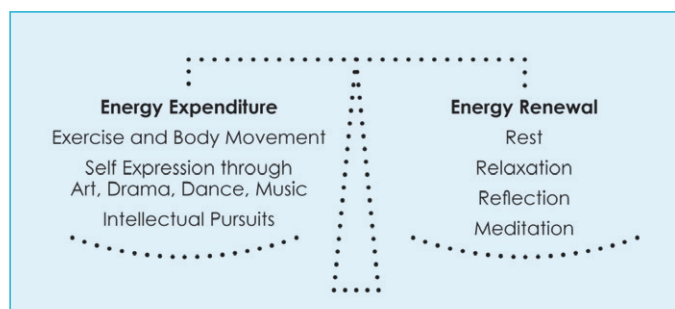 Energy Expenditure
Exercise and Body Movement
Self Expression through
Art, Drama, Dance, Music
Intellectual Pursuits
Energy Renewal
Rest
Relaxation
Reflection
Meditation